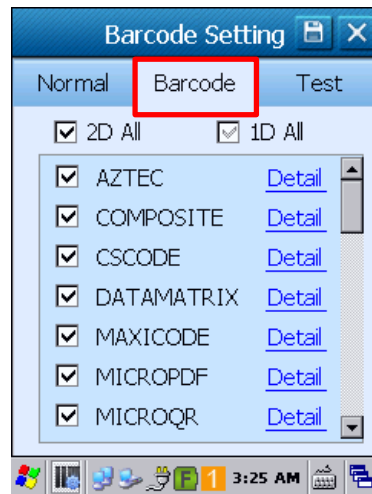 Barcode Setting
Normal Barcode Test
2D All 1D All
AZTEC Detail
COMPOSITE Detail
CSCODE Detail
DATAMATRIX Detail
MAXICODE Detail
MICROPDF Detail
MICROQR Detail
F 1 3:25 AM